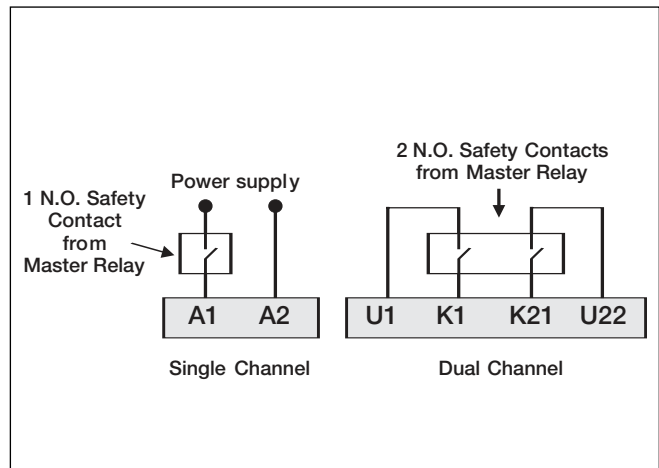 1 N.O. Safety
Contact
from
Master Relay
Power supply
A1 A2
Single Channel
2 N.O. Safety Contacts
from Master Relay
U1 K1 K21 U22
Dual Channel